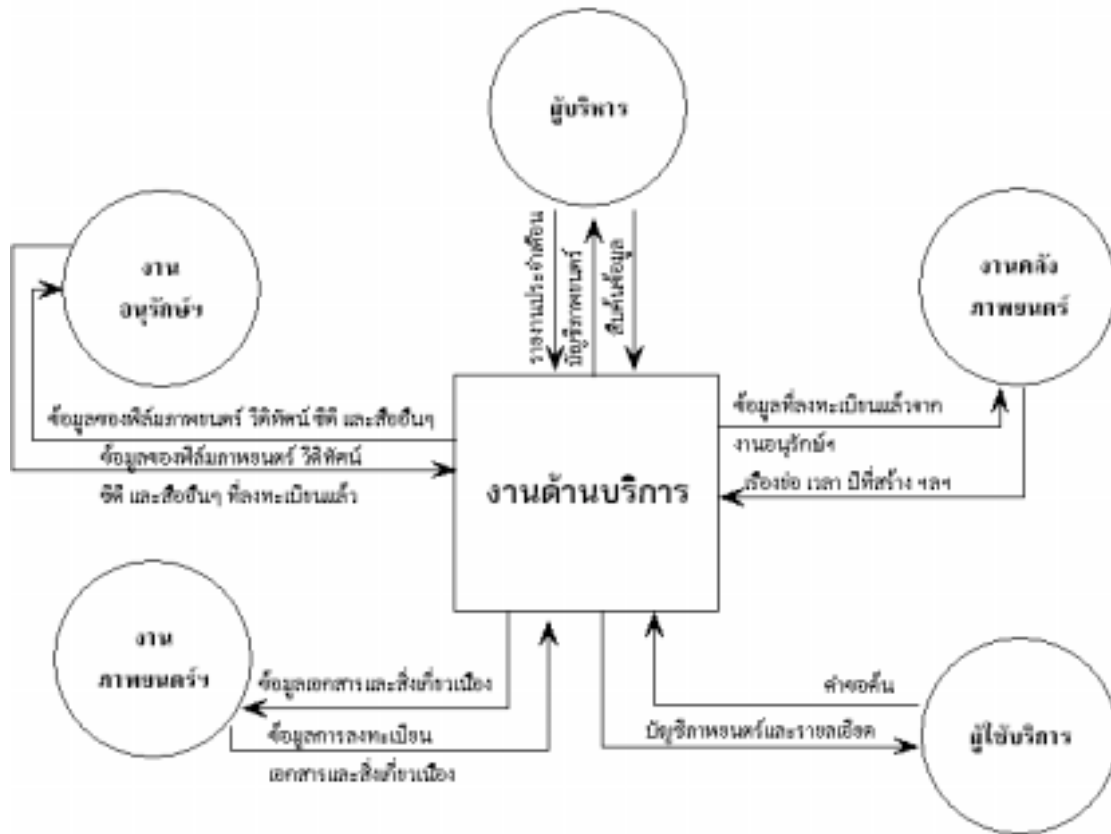 ผู้บริหาร
งาน
อนุรักษ์ฯ
งานคลัง
ภาพยนตร์
รายงานประจำเดือน
บัญชีภาพยนตร์
สืบค้นข้อมูล
ข้อมูลของฟิล์มภาพยนตร์ วีดิทัศน์ ซีดี และสื่ออื่นๆ
ข้อมูลของฟิล์มภาพยนตร์ วีดิทัศน์
ซีดี และสื่ออื่นๆ ที่ลงทะเบียนแล้ว
งานด้านบริการ
ข้อมูลที่ลงทะเบียนแล้วจาก
งานอนุรักษ์ฯ
เรื่องย่อ เวลา ปีที่สร้าง ฯลฯ
งาน
ภาพยนตร์ฯ
ข้อมูลเอกสารและสิ่งเกี่ยวเนื่อง
ข้อมูลการลงทะเบียน
เอกสารและสิ่งเกี่ยวเนื่อง
คำขอค้น
บัญชีภาพยนตร์และรายละเอียด
ผู้ใช้บริการ